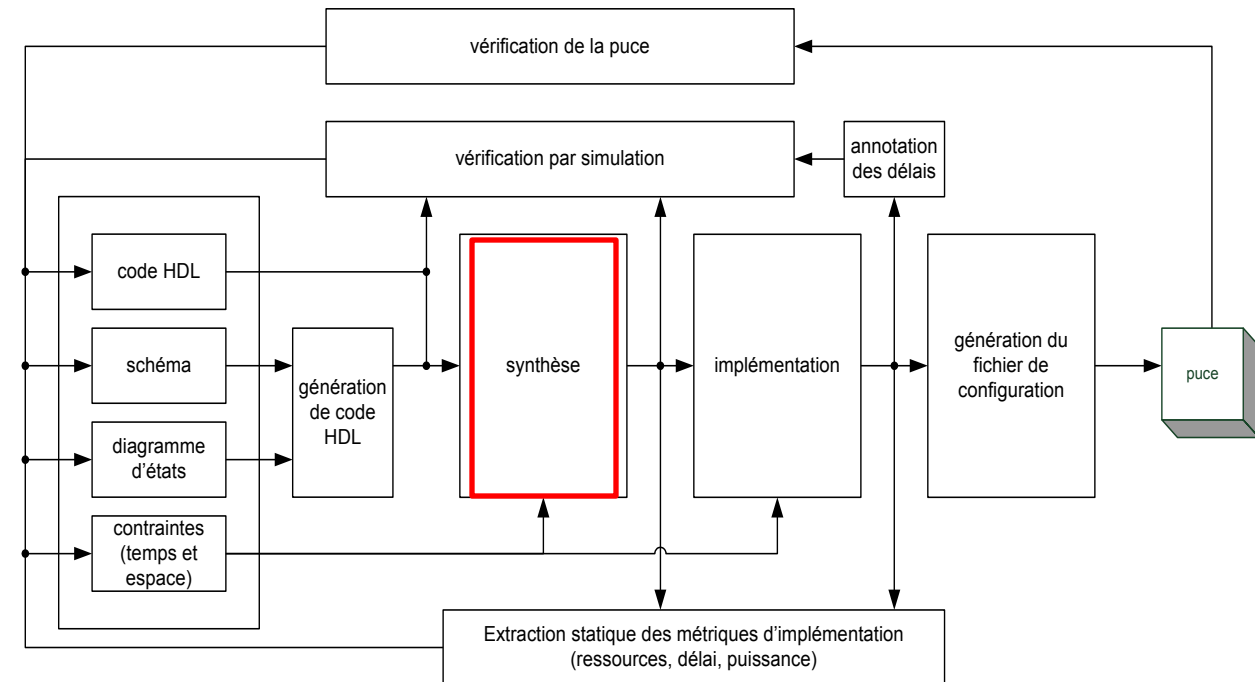 vérification de la puce
vérification par simulation
annotation
des délais
code HDL
schéma
diagramme
d’états
contraintes
(temps et
espace)
génération
de code
HDL
synthèse
implémentation
génération du
fichier de
configuration
puce
Extraction statique des métriques d’implémentation
(ressources, délai, puissance)